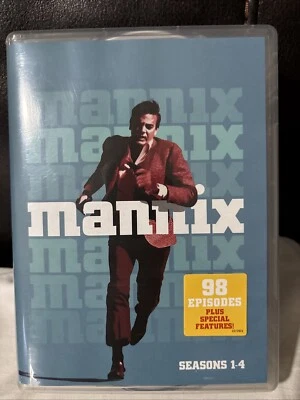 mannix
mannix
mannix
mannix
mannix
mannix
mannix
98
EPISODES
PLUS
SPECIAL
FEATURES!
SEASONS 1-4